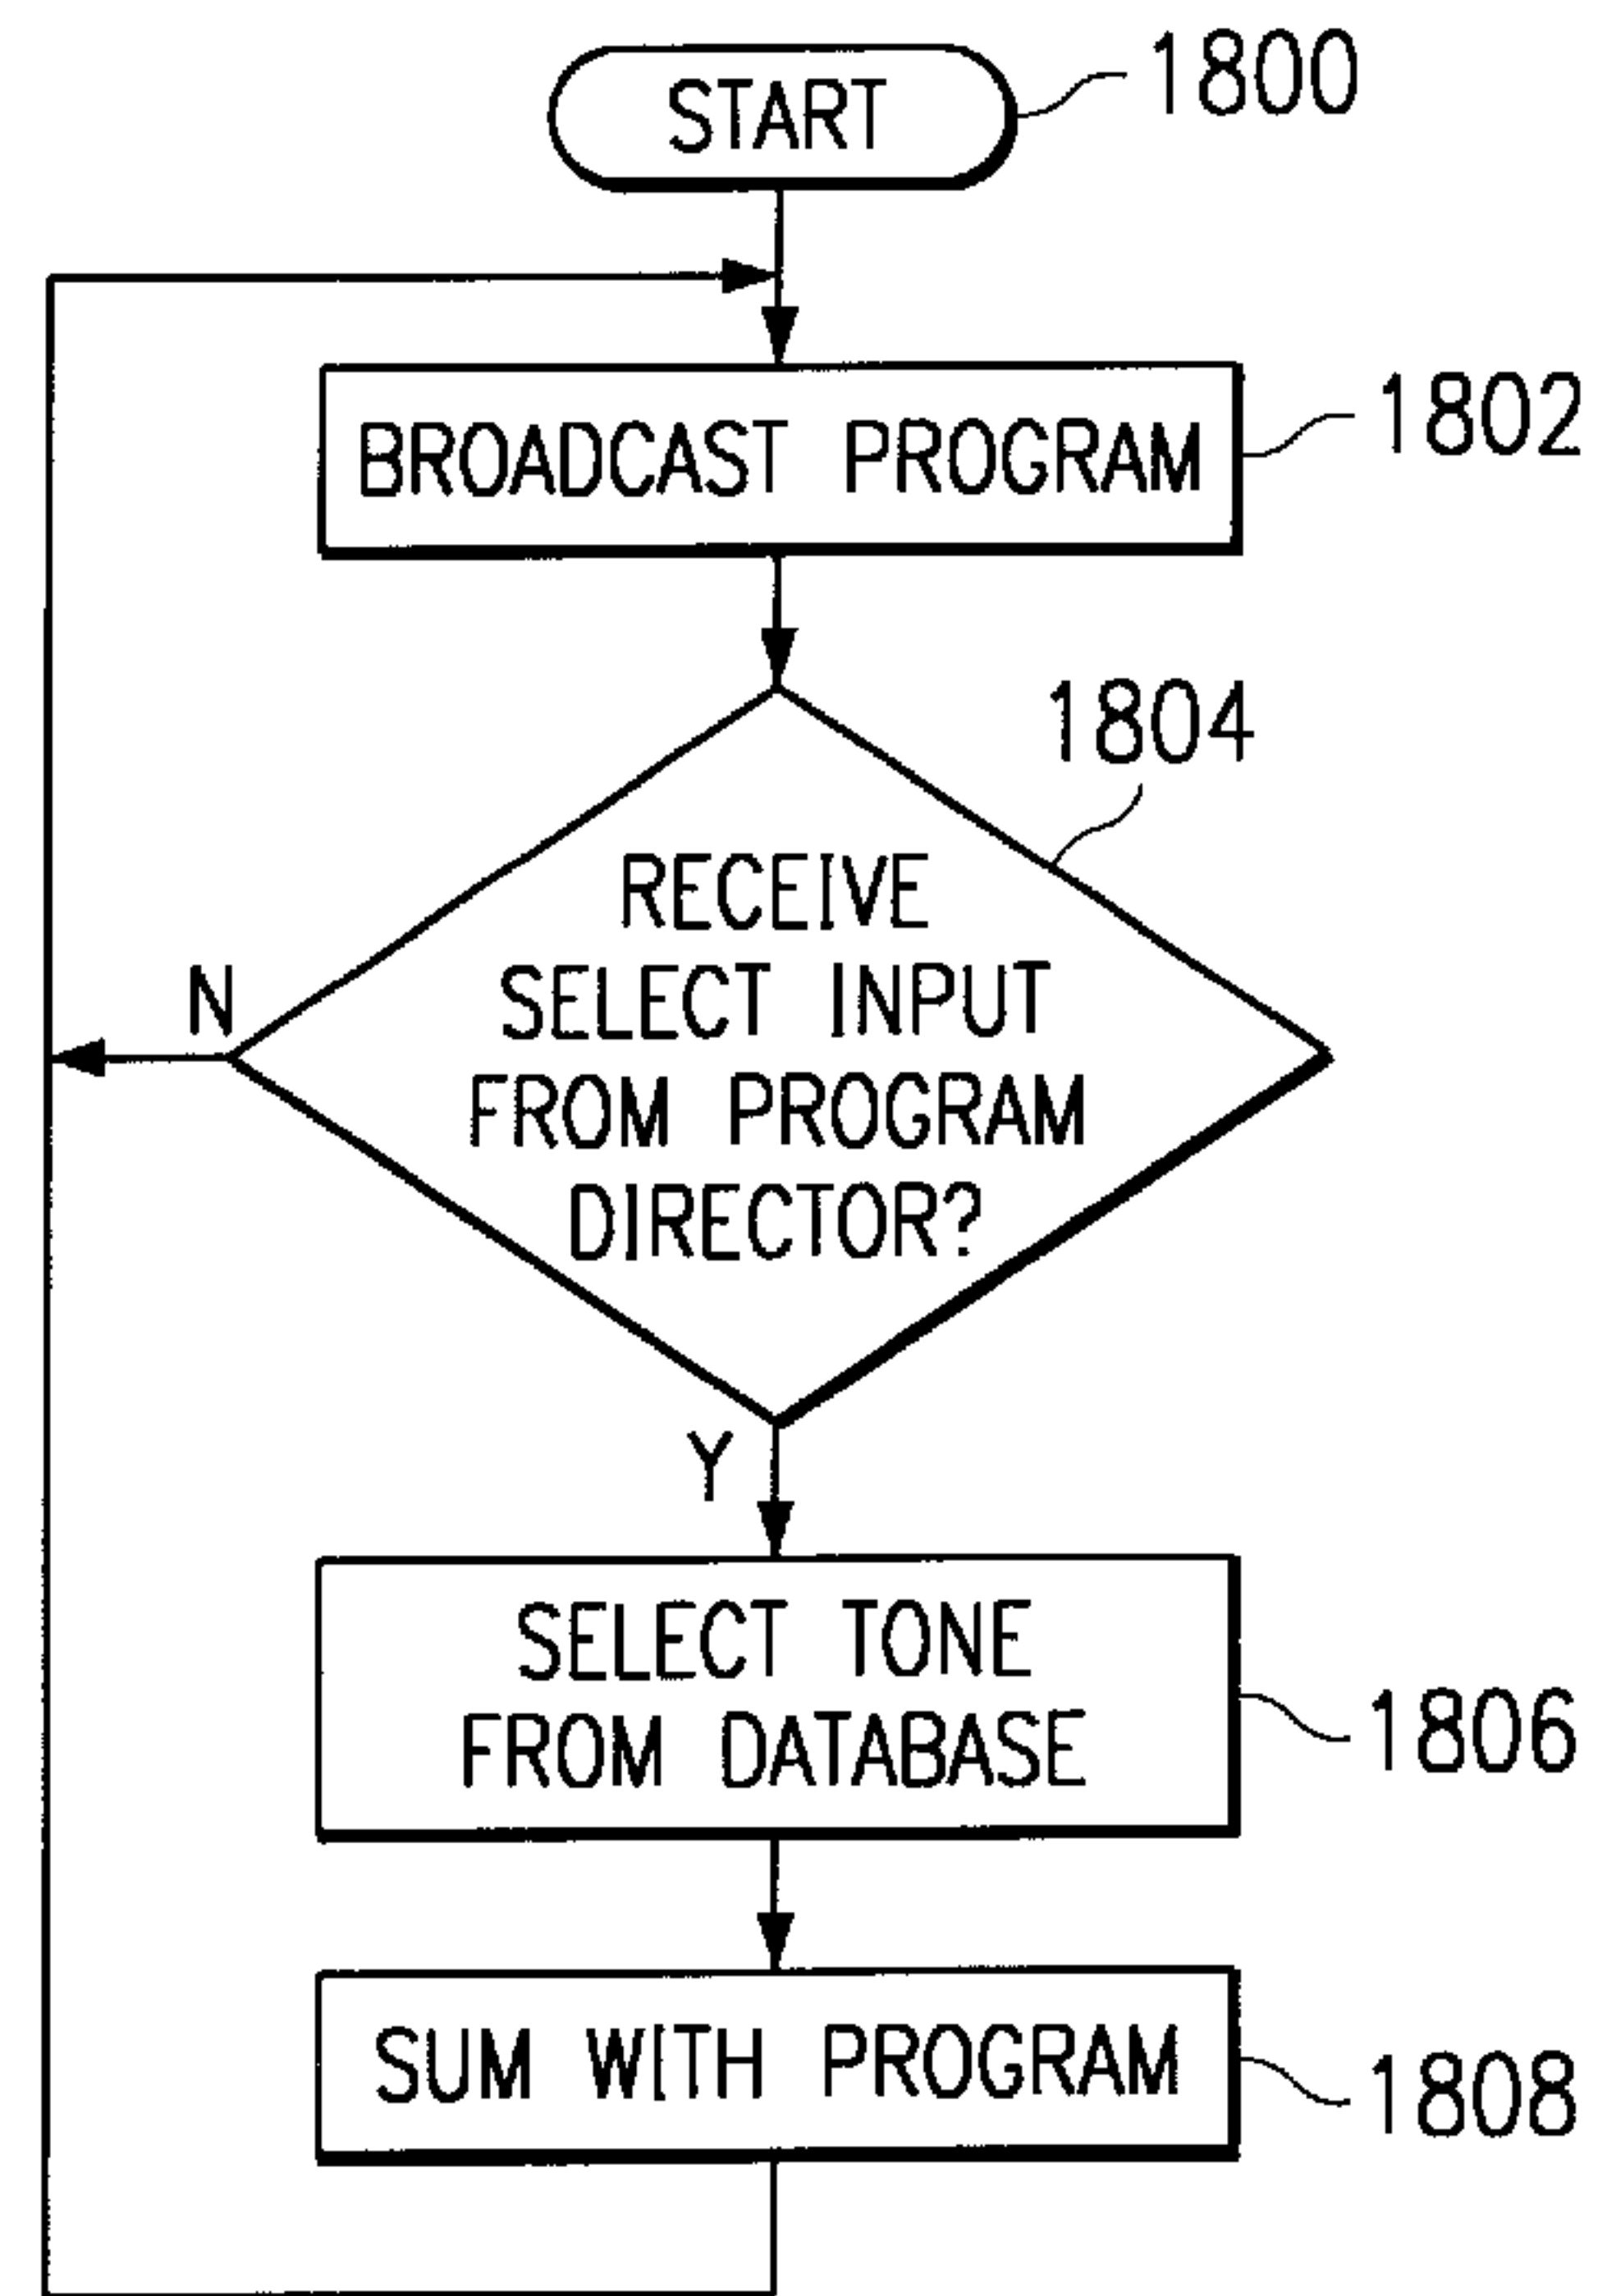 START
1800
BROADCAST PROGRAM
1802
1804
RECEIVE
SELECT INPUT
FROM PROGRAM
DIRECTOR?
N
Y
SELECT TONE
FROM DATABASE
1806
SUM WITH PROGRAM
1808